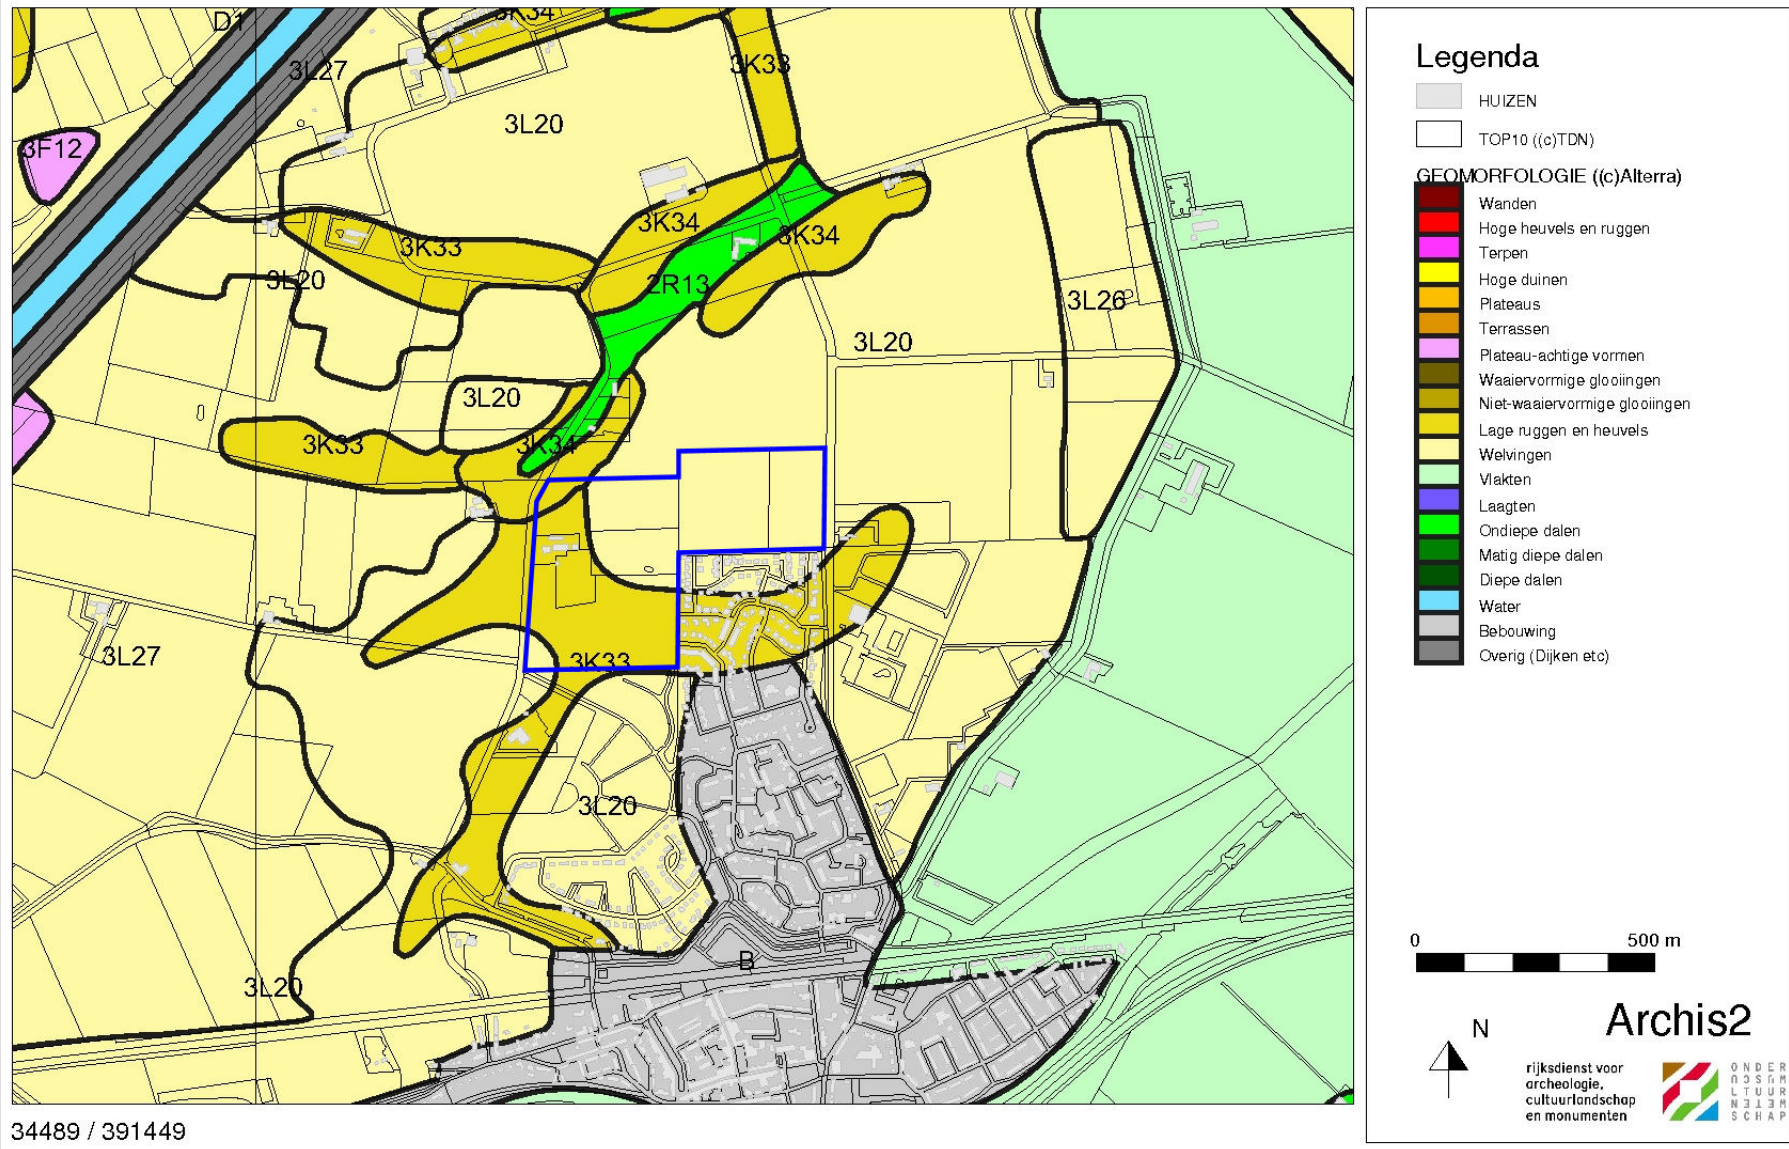 D1
3K34
3L27
3K33
3L20
3F12
3K34
3K34
3K33
3L20
2R13
3L26
3L20
3L20
3K33
3K34
3L27
3K33
3L20
3L20
B
34489 / 391449
Legenda
HUIZEN
TOP10 ((c)TDN)
GEOMORFOLOGIE ((c)Alterra)
Wanden
Hoge heuvels en ruggen
Terpen
Hoge duinen
Plateaus
Terrassen
Plateau-achtige vormen
Waaiervormige glooiingen
Niet-waaiervormige glooiingen
Lage ruggen en heuvels
Welvingen
Vlakten
Laagten
Ondiepe dalen
Matig diepe dalen
Diepe dalen
Water
Bebouwing
Overig (Dijken etc)
0 500 m
N
Archis2
rijksdienst voor
archeologie,
cultuurlandschap
en monumenten
ONDER
LTUUR
SCHAP